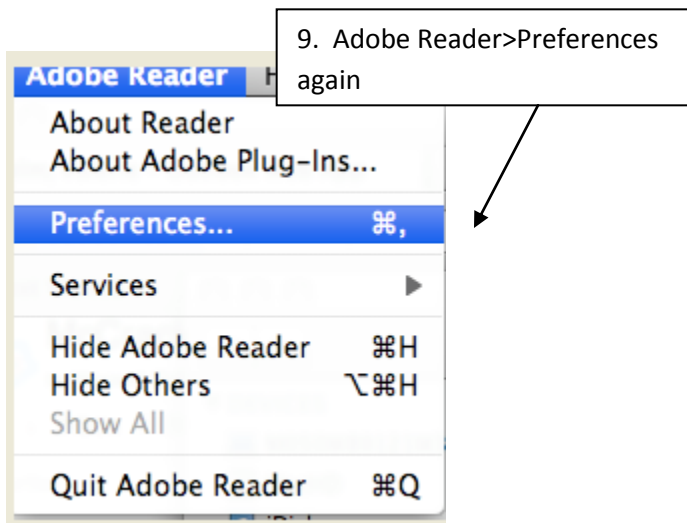 9.  Adobe Reader>Preferences
again
Adobe Reader
About Reader
About Adobe Plug-Ins...
Preferences... ⌘,
Services ▶
Hide Adobe Reader ⌘H
Hide Others ⌥⌘H
Show All
Quit Adobe Reader ⌘Q